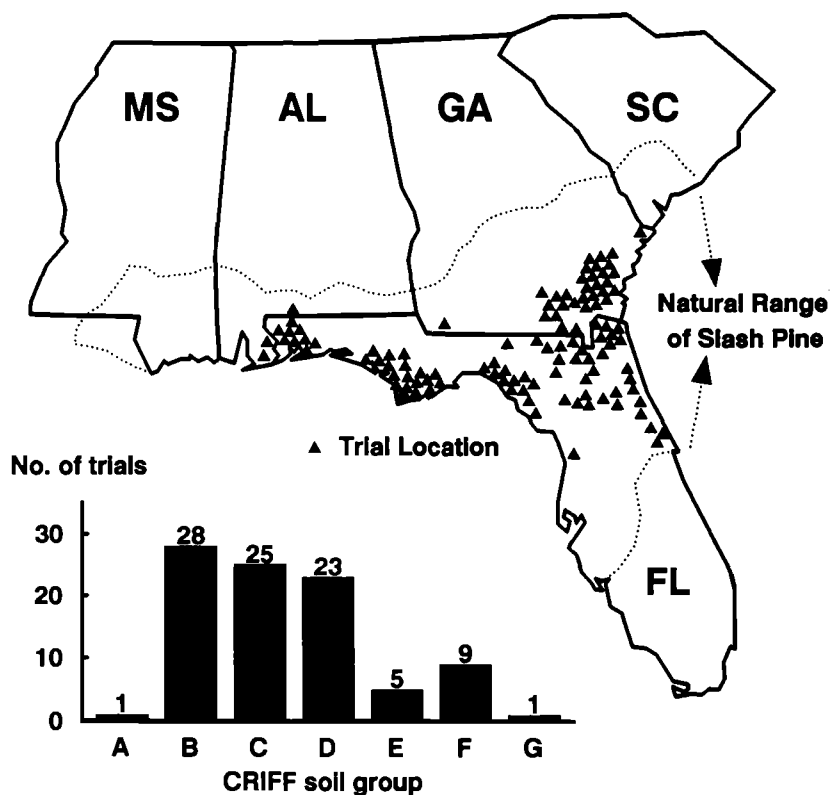 MS
AL
GA
SC
Natural Range
of Slash Pine
▲ Trial Location
No. of trials
30
20
10
0
1
28
25
23
5
9
1
A B C D E F G
CRIFF soil group
FL